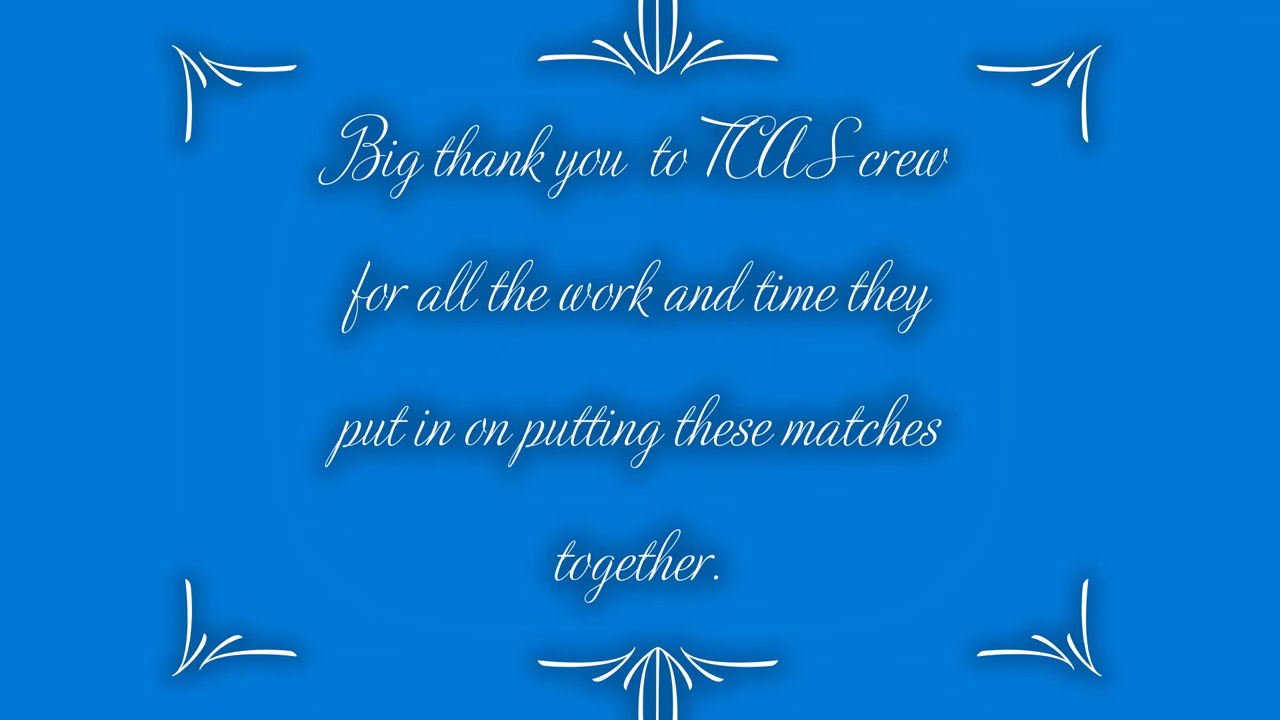 Big thank you to TCAS crew
for all the work and time they
put in on putting these matches
together.